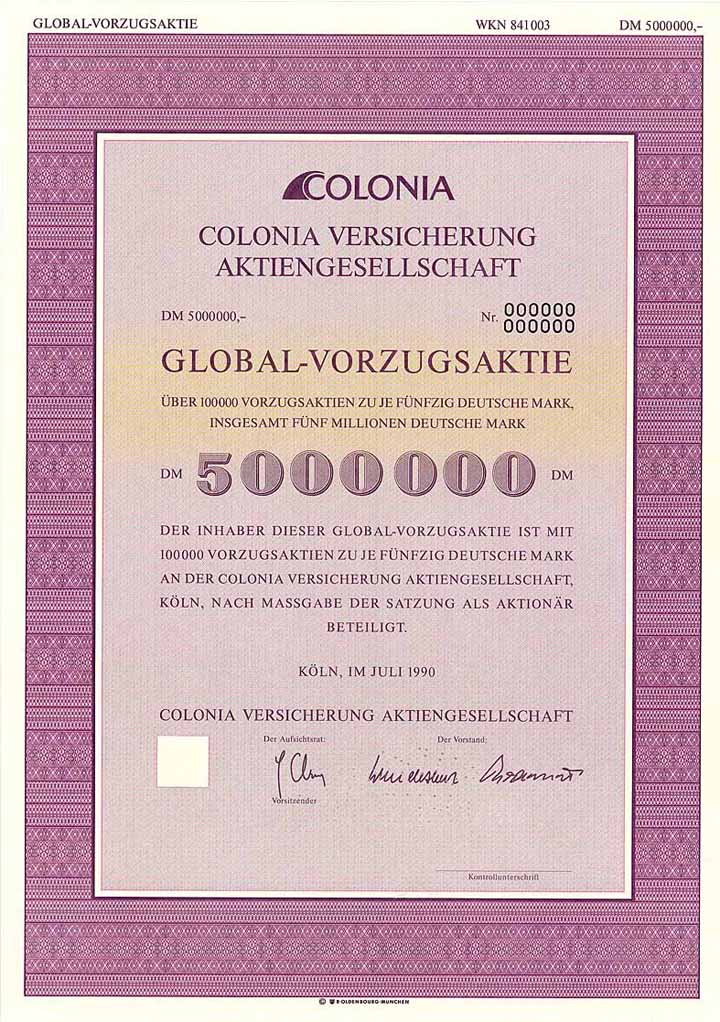 GLOBAL-VORZUGSAKTIE WKN 841003 DM 5000000,-
COLONIA
COLONIA VERSICHERUNG
AKTIENGESELLSCHAFT
DM 5000000,- Nr. 000000
000000
GLOBAL-VORZUGSAKTIE
ÜBER 100000 VORZUGSAKTIEN ZU JE FÜNFZIG DEUTSCHE MARK,
INSGESAMT FÜNF MILLIONEN DEUTSCHE MARK
DM 5000000 DM
DER INHABER DIESER GLOBAL-VORZUGSAKTIE IST MIT
100000 VORZUGSAKTIEN ZU JE FÜNFZIG DEUTSCHE MARK
AN DER COLONIA VERSICHERUNG AKTIENGESELLSCHAFT,
KÖLN, NACH MASSGABE DER SATZUNG ALS AKTIONÄR
BETEILIGT.
KÖLN, IM JULI 1990
COLONIA VERSICHERUNG AKTIENGESELLSCHAFT
Der Aufsichtsrat: Der Vorstand:
Vorsitzender
Kontrollunterschrift
© R·OLDENBOURG·MUNCHEN